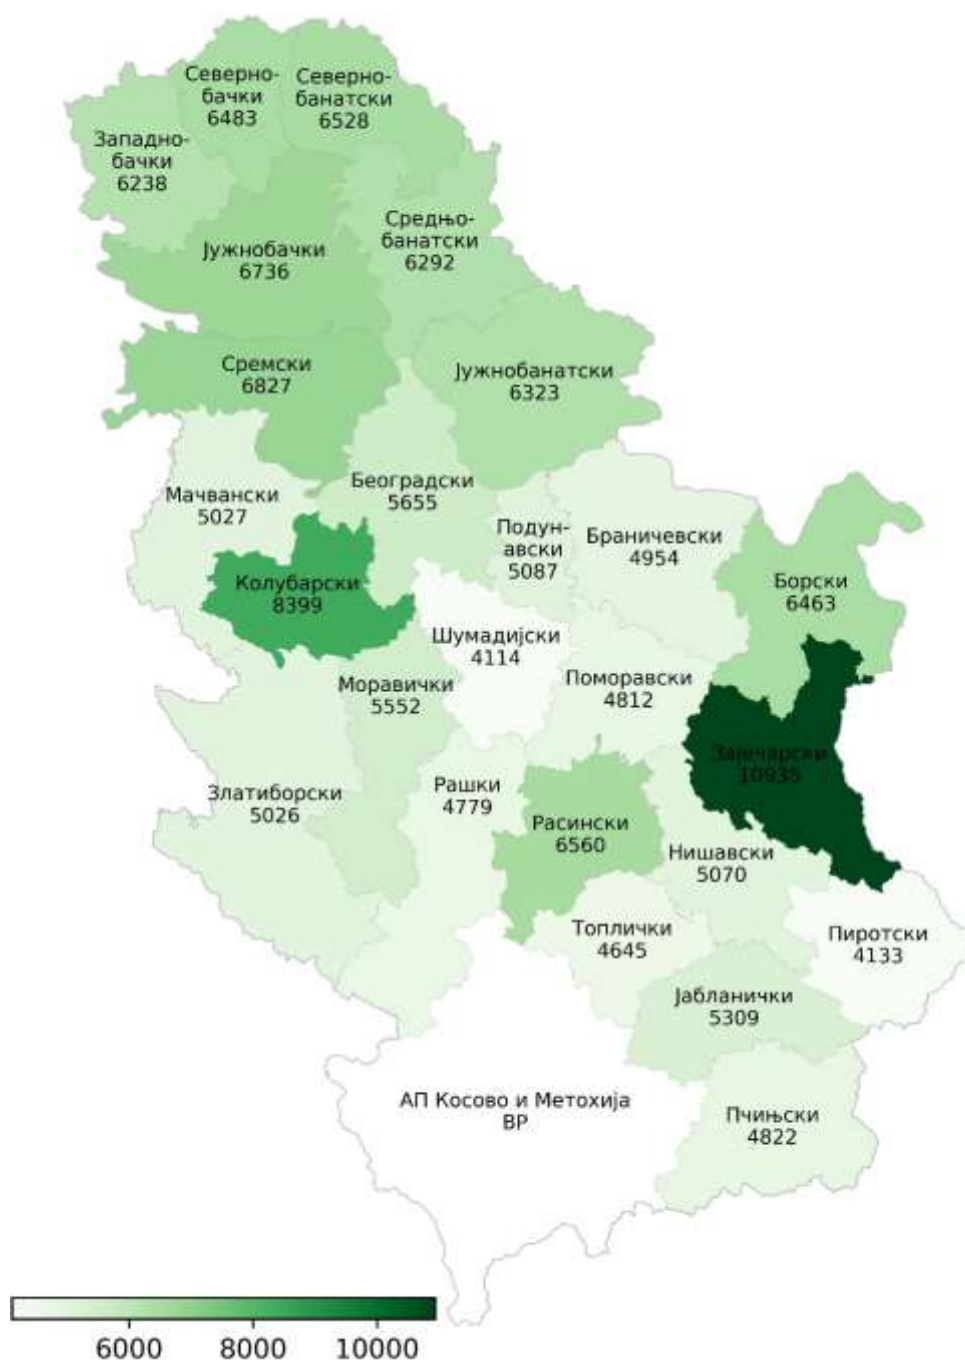 Северно-
бачки
6483
Северно-
банатски
6528
Западно-
бачки
6238
Средњо-
банатски
6292
Јужнобачки
6736
Сремски
6827
Јужнобанатски
6323
Београдски
5655
Мачвански
5027
Подун-
авски
5087
Браничевски
4954
Колубарски
8399
Борски
6463
Шумадијски
4114
Поморавски
4812
Моравички
5552
Зајечарски
10935
Златиборски
5026
Рашки
4779
Расински
6560
Нишавски
5070
Топлички
4645
Пиротски
4133
Јабланички
5309
АП Косово и Метохија
ВР
Пчињски
4822
6000 8000 10000